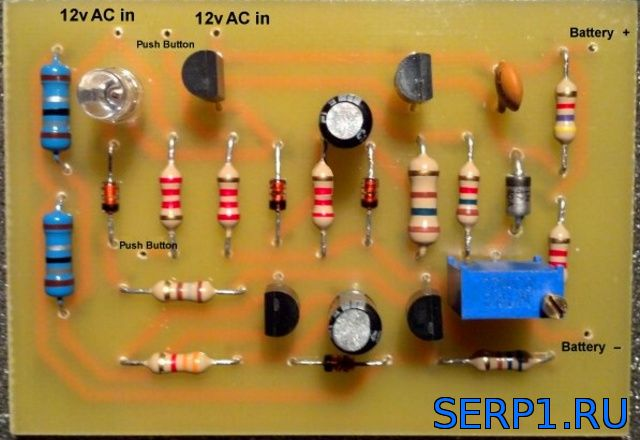 12v AC in
12v AC in
Push Button
Battery +
Push Button
Battery –
SERP1.RU